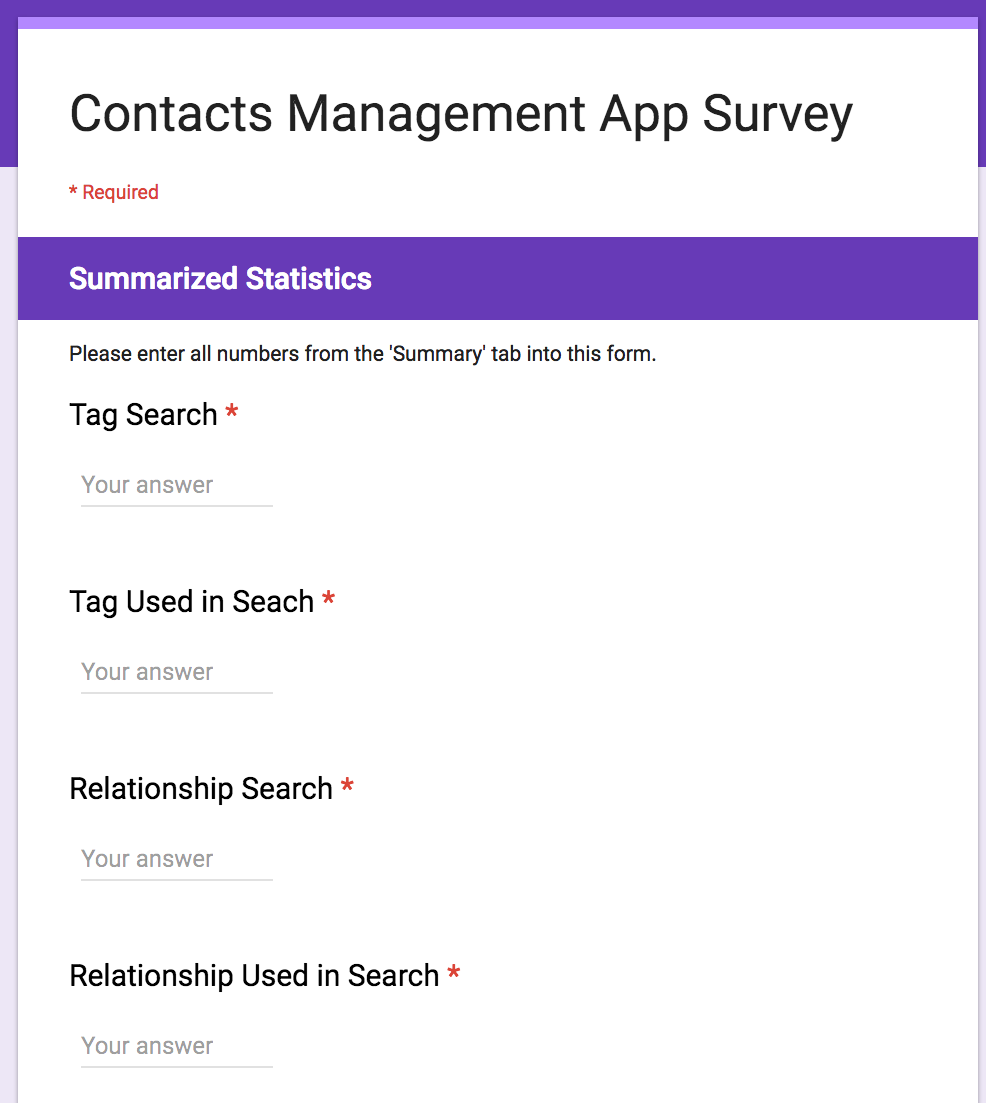 Contacts Management App Survey
* Required
Summarized Statistics
Please enter all numbers from the 'Summary' tab into this form.
Tag Search *
Your answer
Tag Used in Seach *
Your answer
Relationship Search *
Your answer
Relationship Used in Search *
Your answer